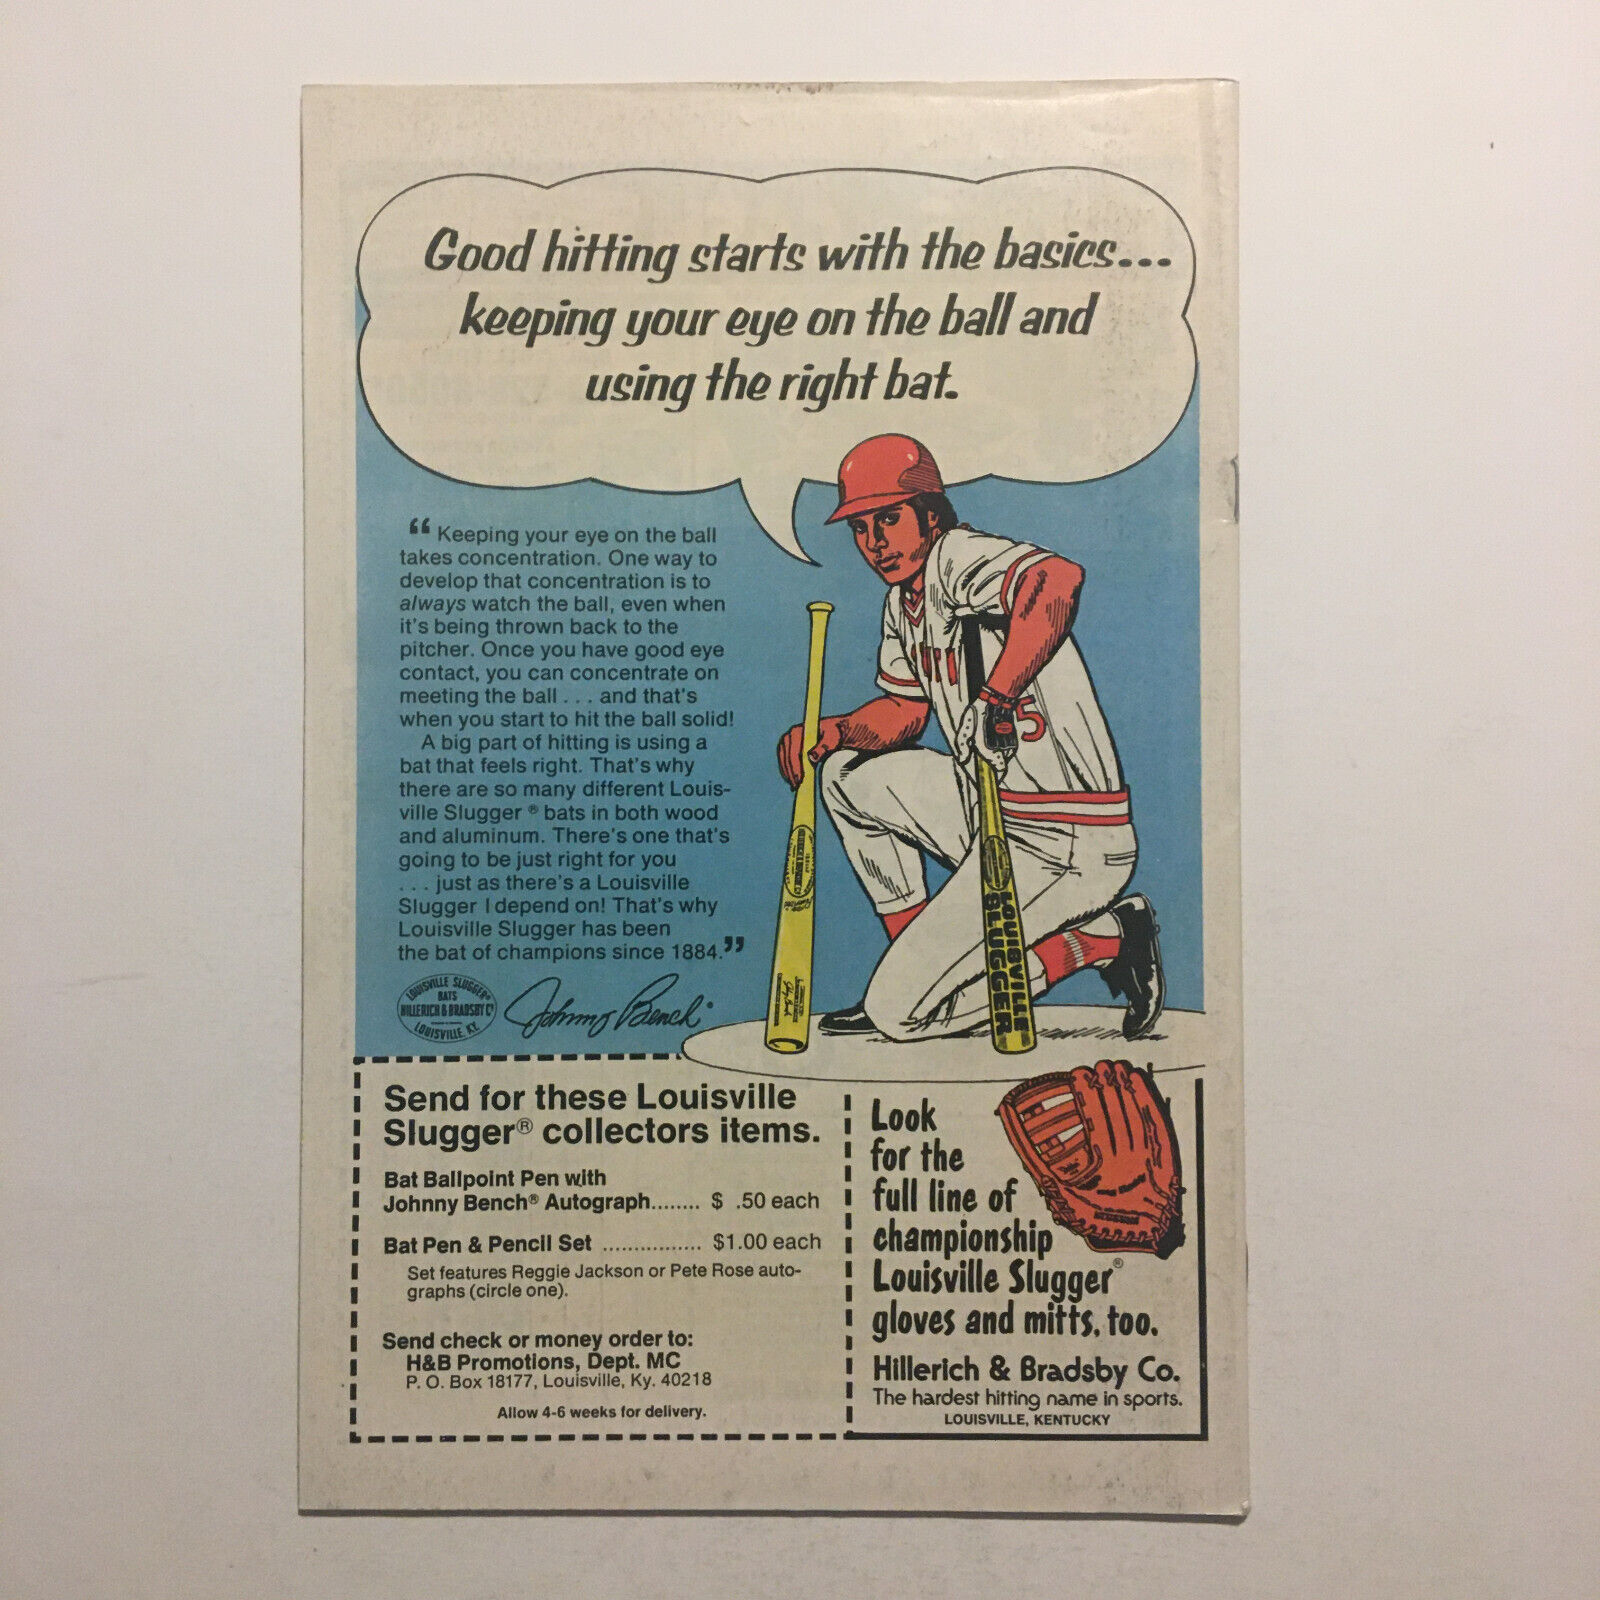 Good hitting starts with the basics...
keeping your eye on the ball and
using the right bat.
“ Keeping your eye on the ball
takes concentration. One way to
develop that concentration is to
always watch the ball, even when
it's being thrown back to the
pitcher. Once you have good eye
contact, you can concentrate on
meeting the ball . . . and that's
when you start to hit the ball solid!
A big part of hitting is using a
bat that feels right. That's why
there are so many different Louis-
ville Slugger ® bats in both wood
and aluminum. There's one that's
going to be just right for you
. . . just as there's a Louisville
Slugger I depend on! That's why
Louisville Slugger has been
the bat of champions since 1884.”
LOUISVILLE SLUGGER®
BATS
HILLERICH & BRADSBY Co
LOUISVILLE, KY.
Johnny Bench
5
LOUISVILLE
SLUGGER
Send for these Louisville
Slugger® collectors items.
Bat Ballpoint Pen with
Johnny Bench® Autograph........ $ .50 each
Bat Pen & Pencil Set ................ $1.00 each
Set features Reggie Jackson or Pete Rose auto-
graphs (circle one).
Send check or money order to:
H&B Promotions, Dept. MC
P. O. Box 18177, Louisville, Ky. 40218
Allow 4-6 weeks for delivery.
Look
for the
full line of
championship
Louisville Slugger®
gloves and mitts, too.
Hillerich & Bradsby Co.
The hardest hitting name in sports.
LOUISVILLE, KENTUCKY